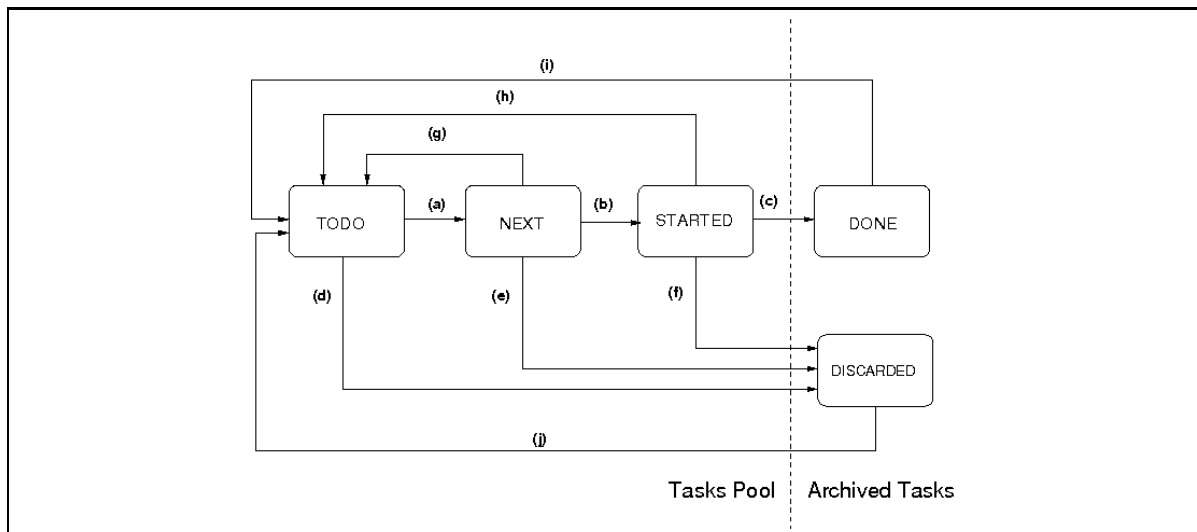 (i)
(h)
(g)
TODO
(a)
NEXT
(b)
STARTED
(c)
DONE
(d)
(e)
(f)
DISCARDED
(j)
Tasks Pool
Archived Tasks